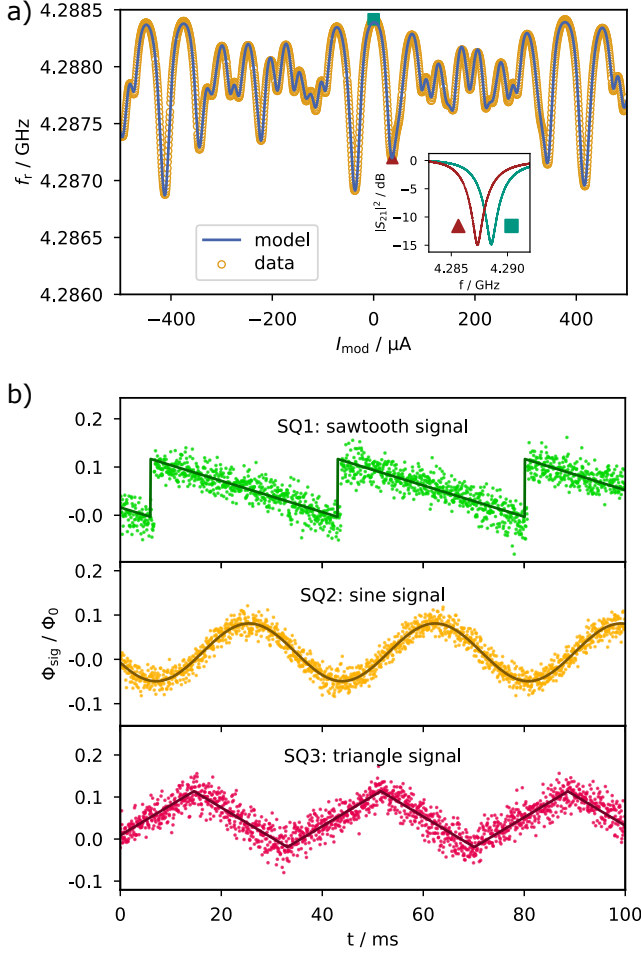 a)
4.2885
4.2880
4.2875
4.2870
4.2865
4.2860
f_r / GHz
model
data
0
−5
−10
−15
|S_21|^2 / dB
4.285
4.290
f / GHz
−400
−200
0
200
400
I_mod / µA
b)
SQ1: sawtooth signal
0.2
0.1
-0.0
SQ2: sine signal
0.2
0.1
-0.0
-0.1
Φ_sig / Φ_0
SQ3: triangle signal
0.2
0.1
0.0
-0.1
0
20
40
60
80
100
t / ms